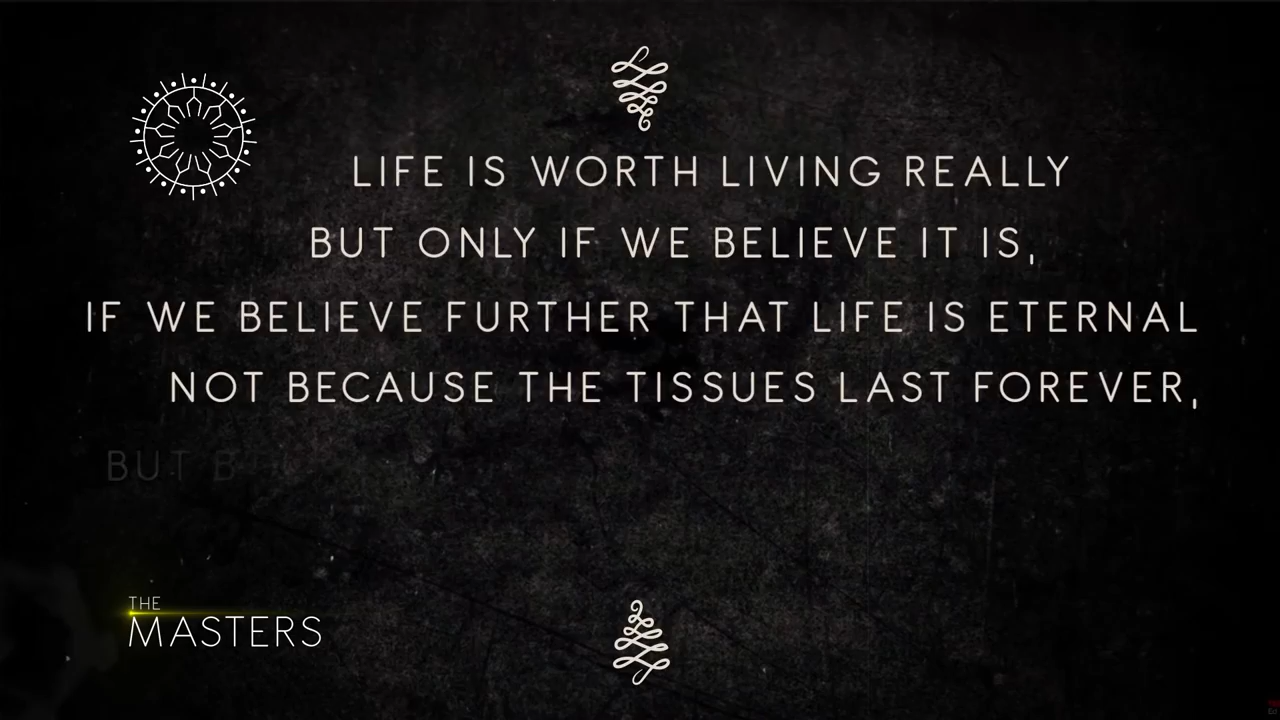 LIFE IS WORTH LIVING REALLY
BUT ONLY IF WE BELIEVE IT IS,
IF WE BELIEVE FURTHER THAT LIFE IS ETERNAL
NOT BECAUSE THE TISSUES LAST FOREVER,
BUT
THE
MASTERS